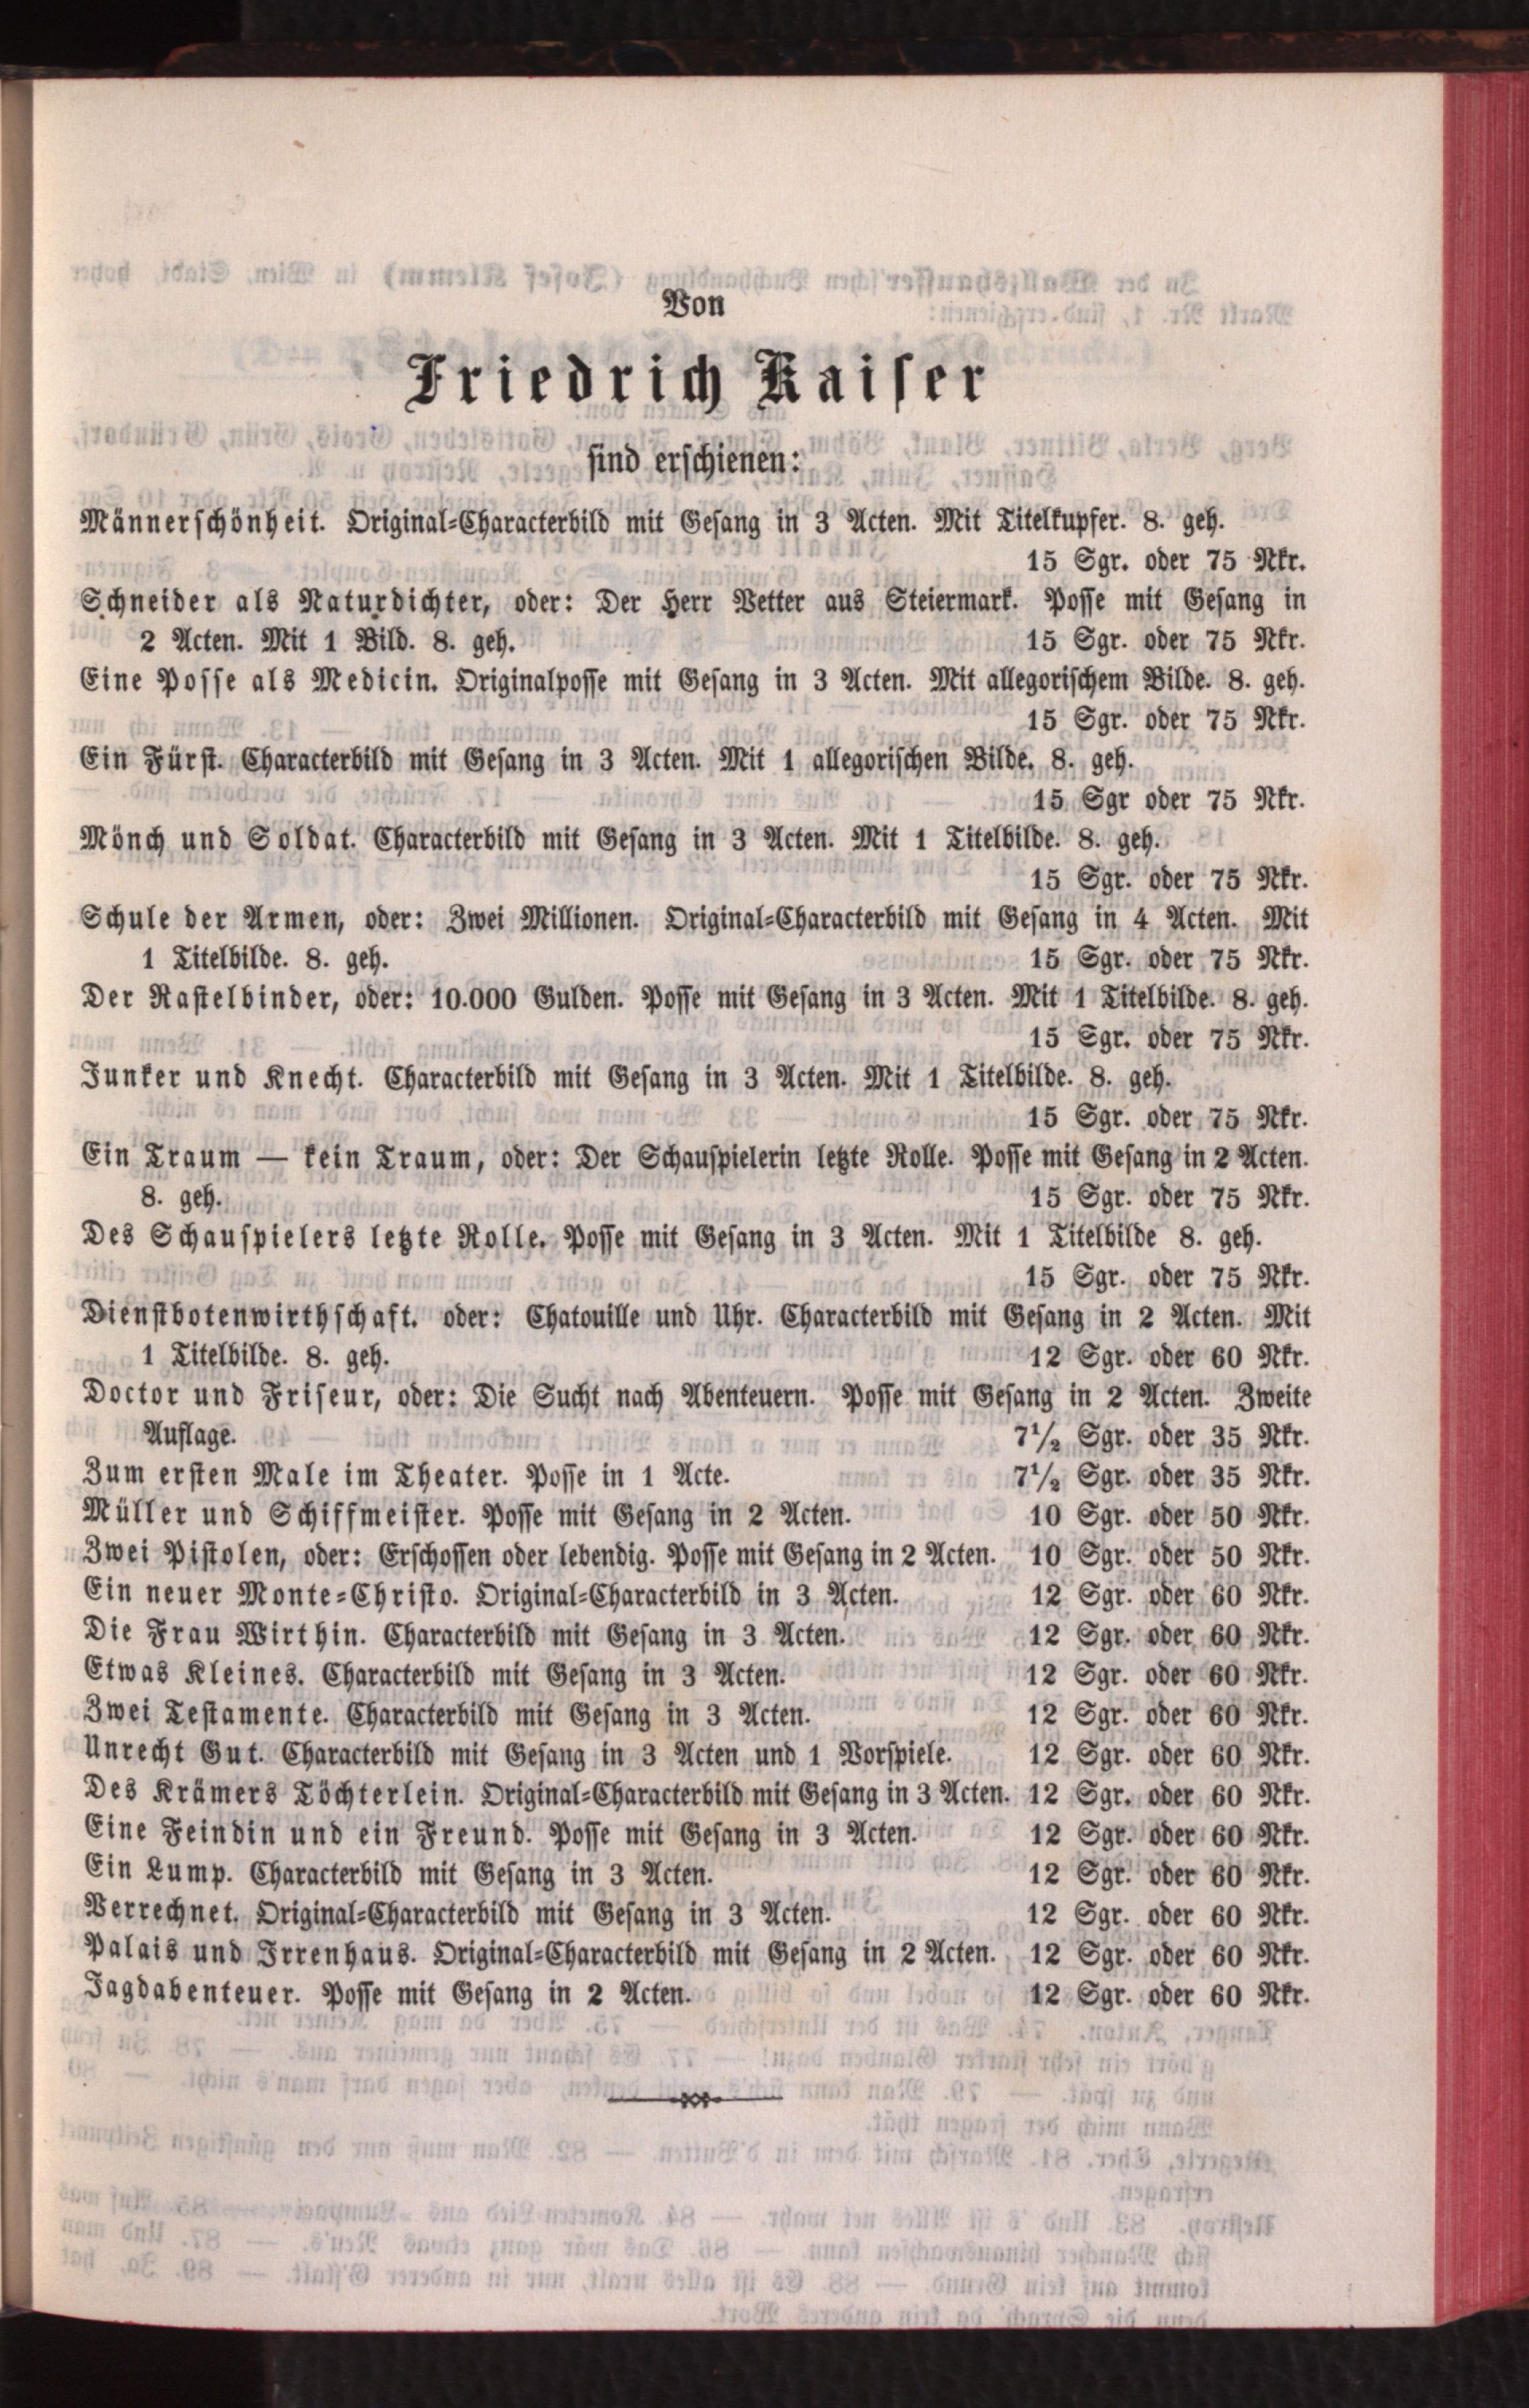 Von
Friedrich Kaiser
sind erschienen:
Männerschönheit. Original-Characterbild mit Gesang in 3 Acten. Mit Titelkupfer. 8. geh.
15 Sgr. oder 75 Nkr.
Schneider als Naturdichter, oder: Der Herr Vetter aus Steiermark. Posse mit Gesang in
2 Acten. Mit 1 Bild. 8. geh. 15 Sgr. oder 75 Nkr.
Eine Posse als Medicin. Originalposse mit Gesang in 3 Acten. Mit allegorischem Bilde. 8. geh.
15 Sgr. oder 75 Nkr.
Ein Fürst. Characterbild mit Gesang in 3 Acten. Mit 1 allegorischen Bilde. 8. geh.
15 Sgr oder 75 Nkr.
Mönch und Soldat. Characterbild mit Gesang in 3 Acten. Mit 1 Titelbilde. 8. geh.
15 Sgr. oder 75 Nkr.
Schule der Armen, oder: Zwei Millionen. Original-Characterbild mit Gesang in 4 Acten. Mit
1 Titelbilde. 8. geh. 15 Sgr. oder 75 Nkr.
Der Rastelbinder, oder: 10.000 Gulden. Posse mit Gesang in 3 Acten. Mit 1 Titelbilde. 8. geh.
15 Sgr. oder 75 Nkr.
Junker und Knecht. Characterbild mit Gesang in 3 Acten. Mit 1 Titelbilde. 8. geh.
15 Sgr. oder 75 Nkr.
Ein Traum — kein Traum, oder: Der Schauspielerin letzte Rolle. Posse mit Gesang in 2 Acten.
8. geh. 15 Sgr. oder 75 Nkr.
Des Schauspielers letzte Rolle. Posse mit Gesang in 3 Acten. Mit 1 Titelbilde 8. geh.
15 Sgr. oder 75 Nkr.
Dienstbotenwirthschaft. oder: Chatouille und Uhr. Characterbild mit Gesang in 2 Acten. Mit
1 Titelbilde. 8. geh. 12 Sgr. oder 60 Nkr.
Doctor und Friseur, oder: Die Sucht nach Abenteuern. Posse mit Gesang in 2 Acten. Zweite
Auflage. 7½ Sgr. oder 35 Nkr.
Zum ersten Male im Theater. Posse in 1 Acte. 7½ Sgr. oder 35 Nkr.
Müller und Schiffmeister. Posse mit Gesang in 2 Acten. 10 Sgr. oder 50 Nkr.
Zwei Pistolen, oder: Erschossen oder lebendig. Posse mit Gesang in 2 Acten. 10 Sgr. oder 50 Nkr.
Ein neuer Monte-Christo. Original-Characterbild in 3 Acten. 12 Sgr. oder 60 Nkr.
Die Frau Wirthin. Characterbild mit Gesang in 3 Acten. 12 Sgr. oder 60 Nkr.
Etwas Kleines. Characterbild mit Gesang in 3 Acten. 12 Sgr. oder 60 Nkr.
Zwei Testamente. Characterbild mit Gesang in 3 Acten. 12 Sgr. oder 60 Nkr.
Unrecht Gut. Characterbild mit Gesang in 3 Acten und 1 Vorspiele. 12 Sgr. oder 60 Nkr.
Des Krämers Töchterlein. Original-Characterbild mit Gesang in 3 Acten. 12 Sgr. oder 60 Nkr.
Eine Feindin und ein Freund. Posse mit Gesang in 3 Acten. 12 Sgr. oder 60 Nkr.
Ein Lump. Characterbild mit Gesang in 3 Acten. 12 Sgr. oder 60 Nkr.
Verrechnet. Original-Characterbild mit Gesang in 3 Acten. 12 Sgr. oder 60 Nkr.
Palais und Irrenhaus. Original-Characterbild mit Gesang in 2 Acten. 12 Sgr. oder 60 Nkr.
Jagdabenteuer. Posse mit Gesang in 2 Acten. 12 Sgr. oder 60 Nkr.